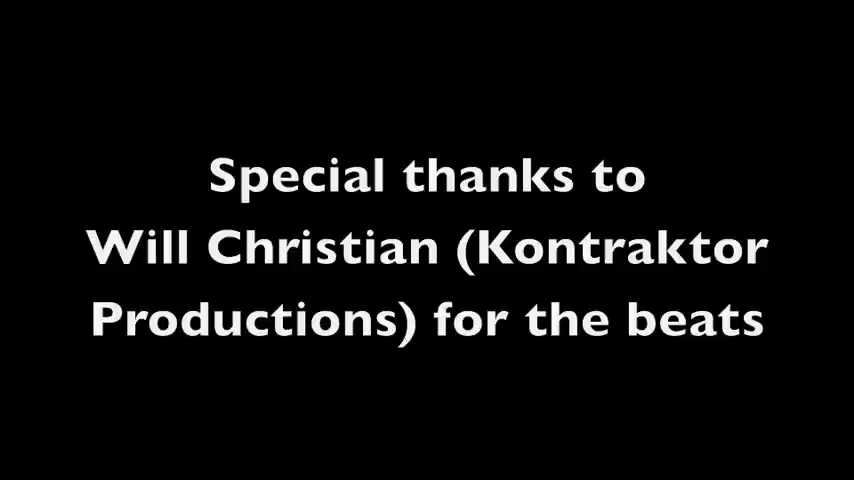 Special thanks to
Will Christian (Kontraktor
Productions) for the beats